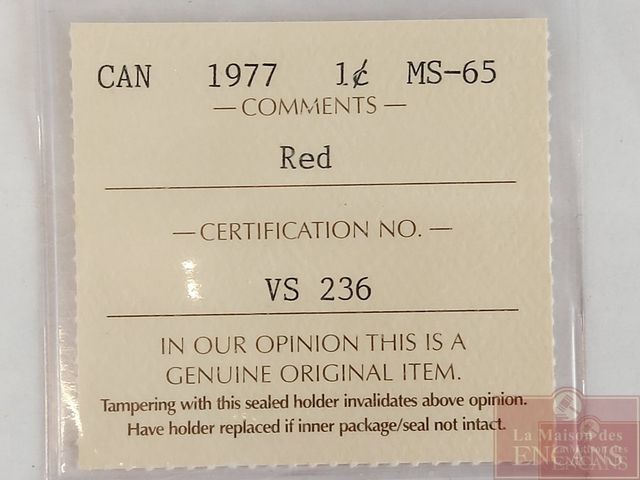 CAN 1977 1¢ MS-65
— COMMENTS —
Red
— CERTIFICATION NO. —
VS 236
IN OUR OPINION THIS IS A
GENUINE ORIGINAL ITEM.
Tampering with this sealed holder invalidates above opinion.
Have holder replaced if inner package/seal not intact.
La Maison des
ENCANS
ENCANS